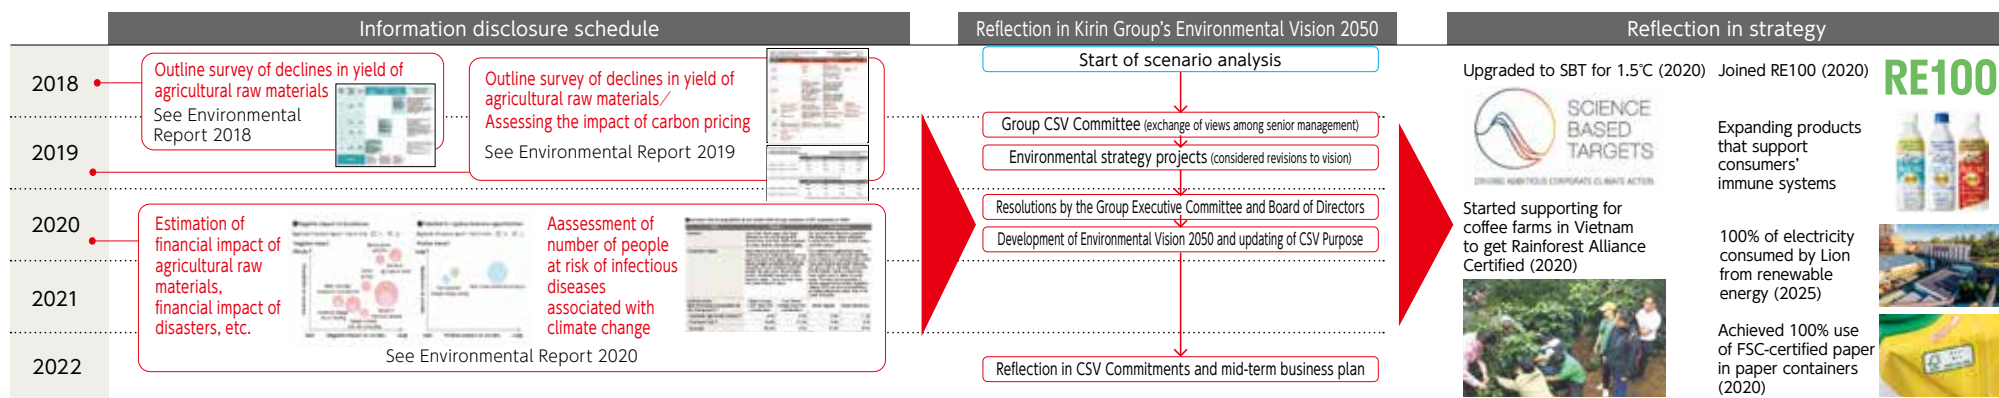 Information disclosure schedule
Reflection in Kirin Group's Environmental Vision 2050
Reflection in strategy
2018
2019
2020
2021
2022
Outline survey of declines in yield of
agricultural raw materials
See Environmental
Report 2018
Outline survey of declines in yield of
agricultural raw materials/
Assessing the impact of carbon pricing
See Environmental Report 2019
Estimation of
financial impact of
agricultural raw
materials,
financial impact of
disasters, etc.
Aassessment of
number of people
at risk of infectious
diseases
associated with
climate change
See Environmental Report 2020
Start of scenario analysis
Group CSV Committee (exchange of views among senior management)
Environmental strategy projects (considered revisions to vision)
Resolutions by the Group Executive Committee and Board of Directors
Development of Environmental Vision 2050 and updating of CSV Purpose
Reflection in CSV Commitments and mid-term business plan
Upgraded to SBT for 1.5℃ (2020)
SCIENCE
BASED
TARGETS
DRIVING AMBITIOUS CORPORATE CLIMATE ACTION
Started supporting for
coffee farms in Vietnam
to get Rainforest Alliance
Certified (2020)
Joined RE100 (2020)
RE100
Expanding products
that support
consumers'
immune systems
100% of electricity
consumed by Lion
from renewable
energy (2025)
Achieved 100% use
of FSC-certified paper
in paper containers
(2020)